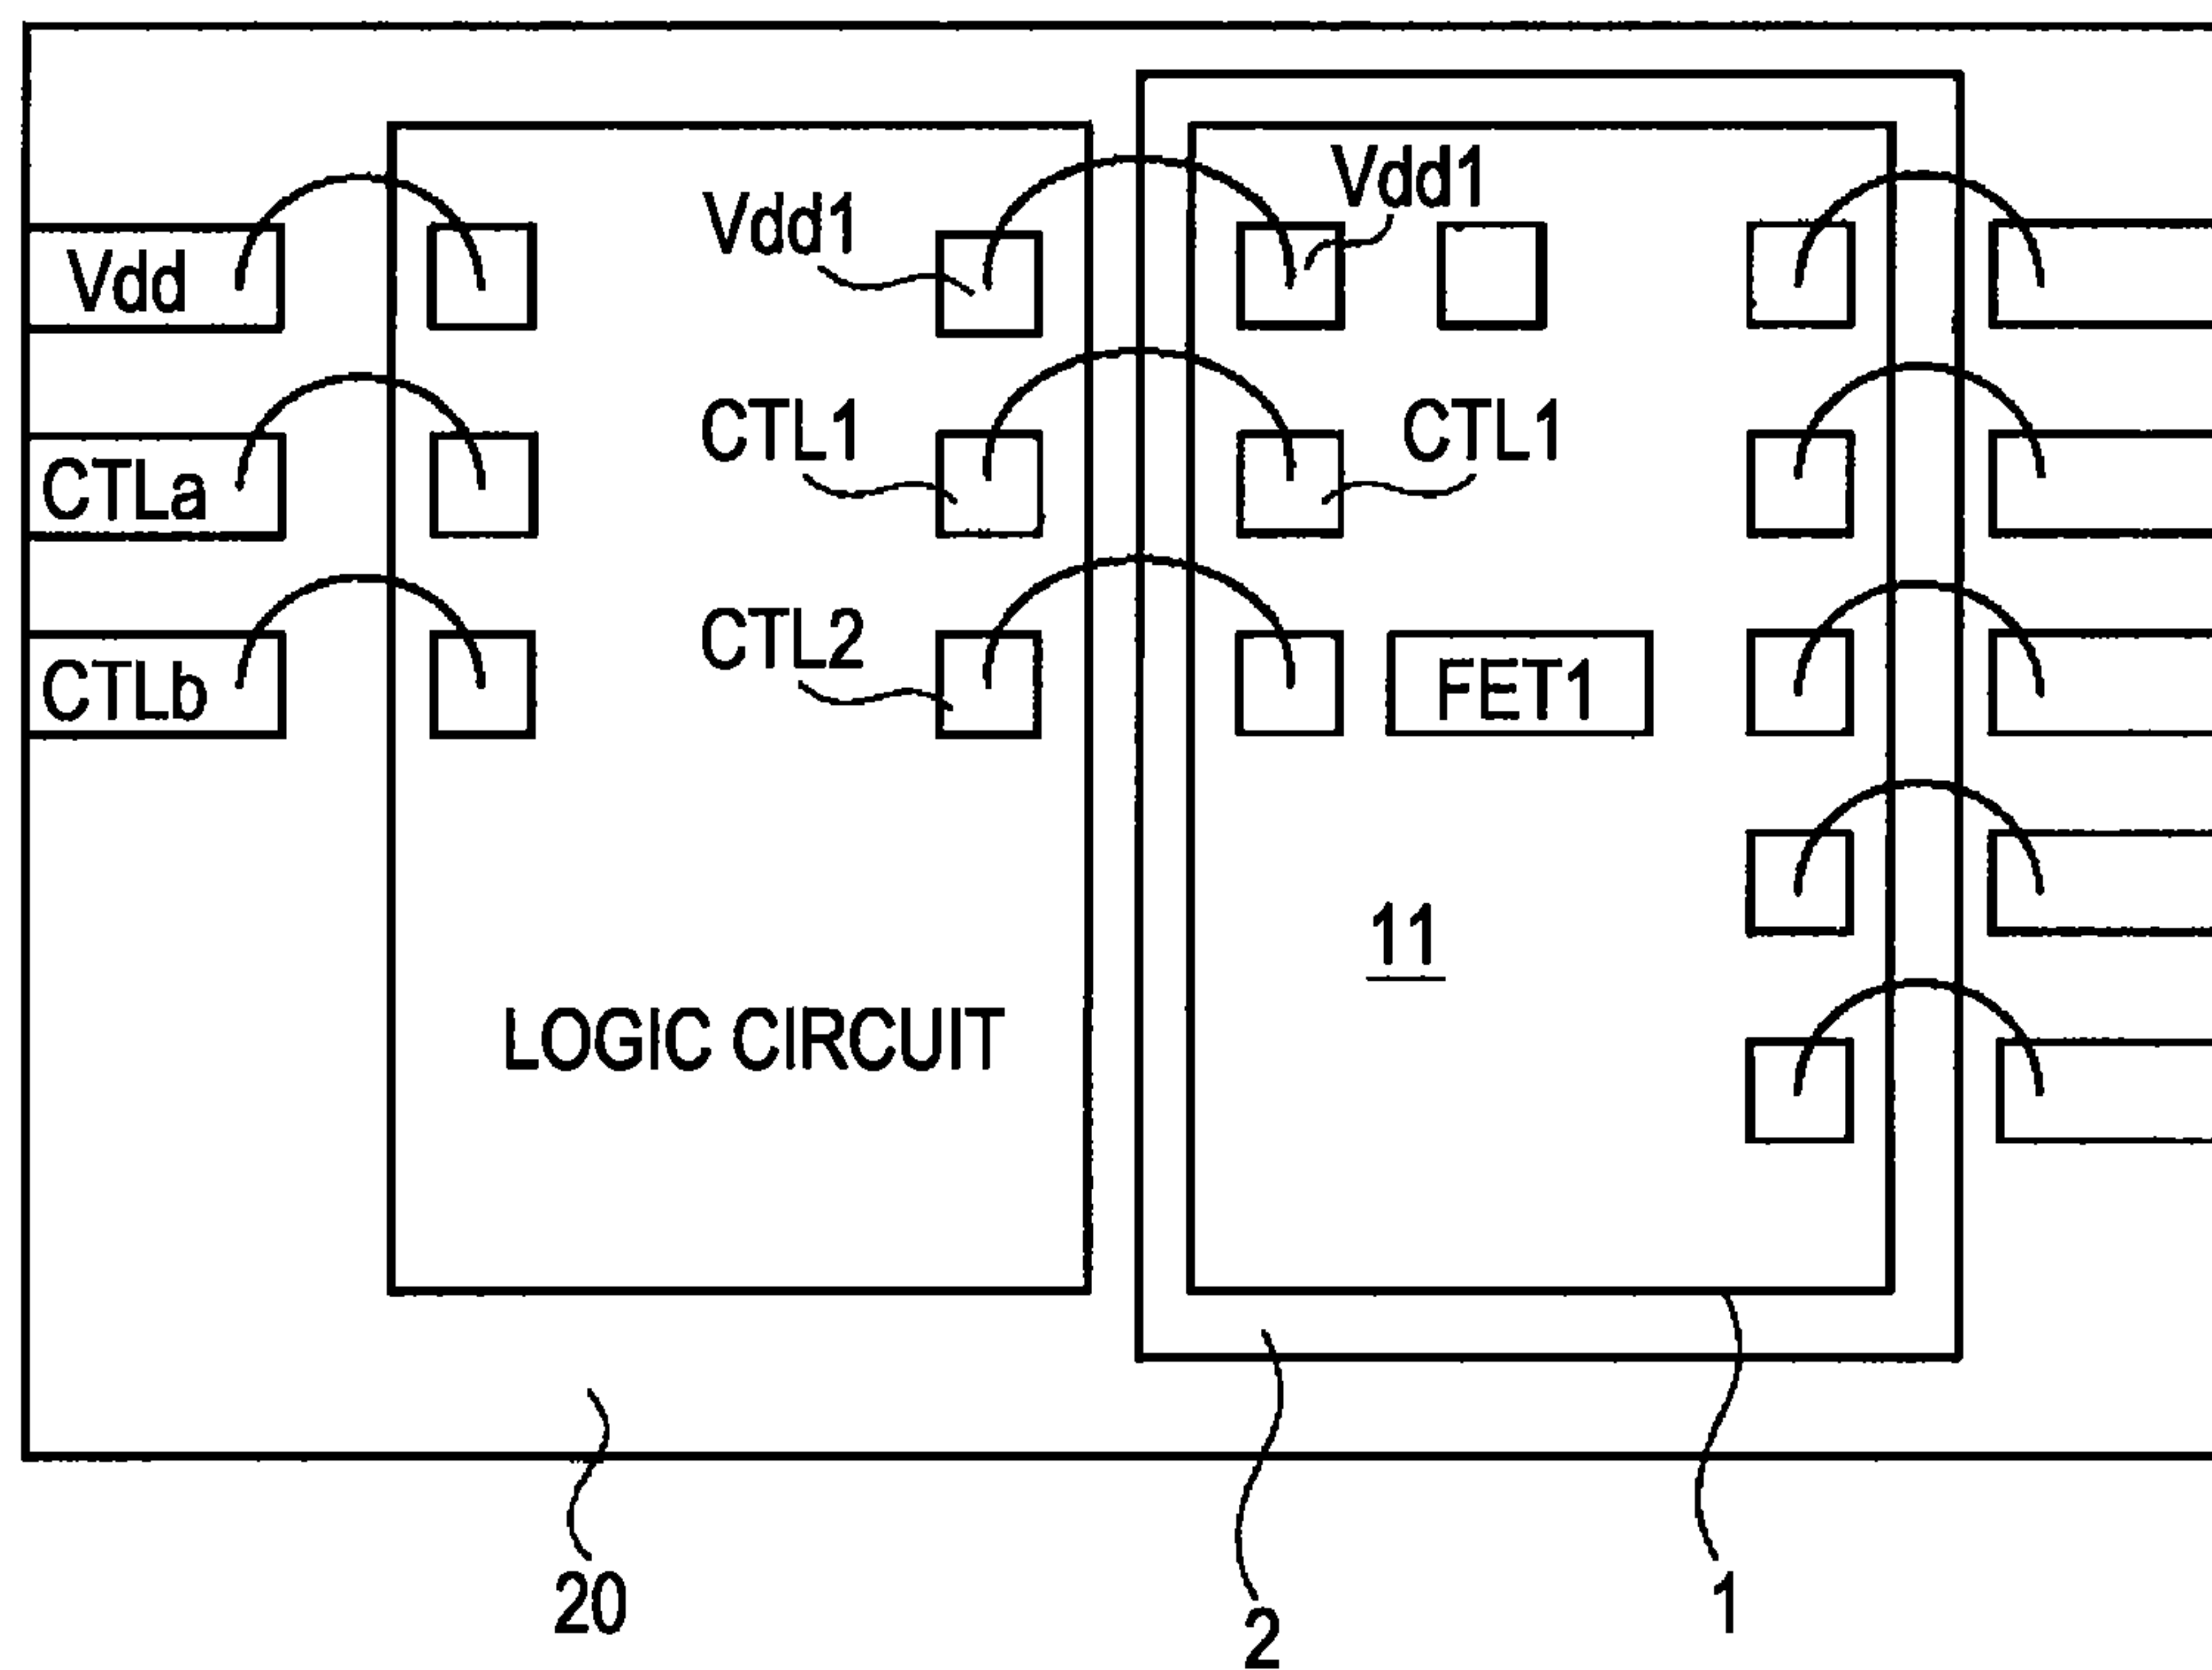 Vdd1
Vdd1
Vdd
CTL1
CTL1
CTLa
CTL2
CTLb
FET1
11
LOGIC CIRCUIT
20
2
1